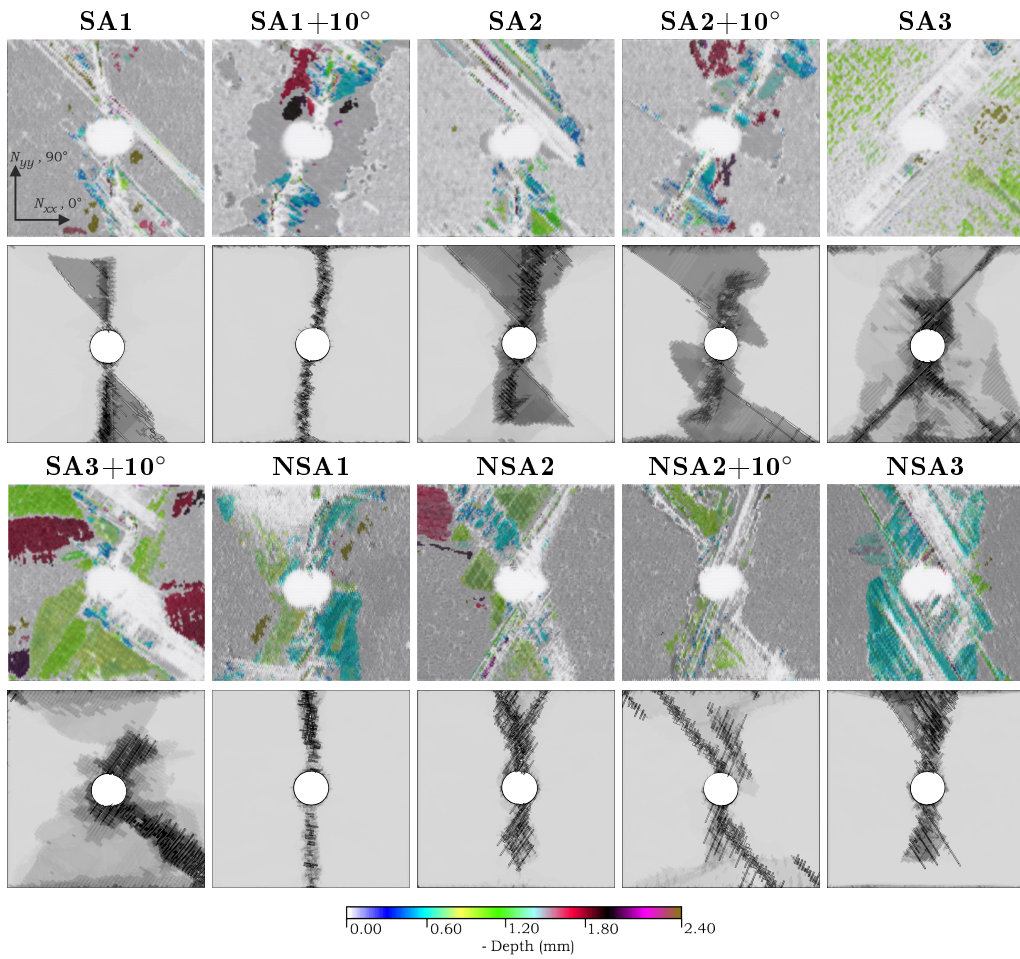 SA1 SA1+10° SA2 SA2+10° SA3
N_yy, 90°
N_xx, 0°
SA3+10° NSA1 NSA2 NSA2+10° NSA3
0.00 0.60 1.20 1.80 2.40
- Depth (mm)